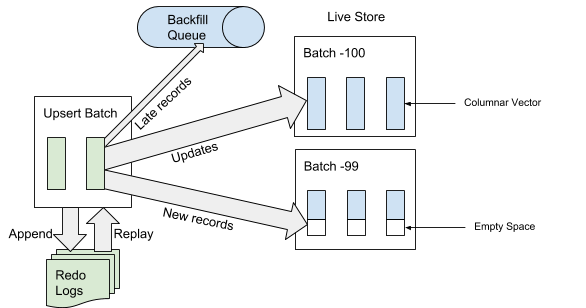 Backfill
Queue
Live Store
Batch -100
Columnar Vector
Upsert Batch
Late records
Updates
Batch -99
New records
Empty Space
Append
Replay
Redo
Logs